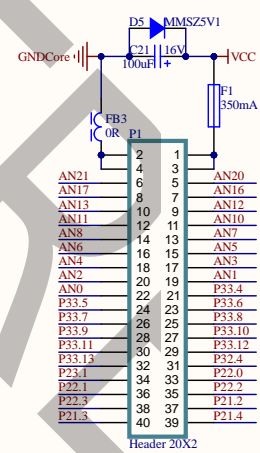 D5 MMSZ5V1
GNDCore C21 16V VCC
100uF +
F1
350mA
FB3
0R
P1
2 1
4 3
AN21 6 5 AN20
AN17 8 7 AN16
AN13 10 9 AN12
AN11 12 11 AN10
AN8 14 13 AN7
AN6 16 15 AN5
AN4 18 17 AN3
AN2 20 19 AN1
AN0 22 21 P33.4
P33.5 24 23 P33.6
P33.7 26 25 P33.8
P33.9 28 27 P33.10
P33.11 30 29 P33.12
P33.13 32 31 P32.4
P23.1 34 33 P22.0
P22.1 36 35 P22.2
P22.3 38 37 P21.2
P21.3 40 39 P21.4
Header 20X2